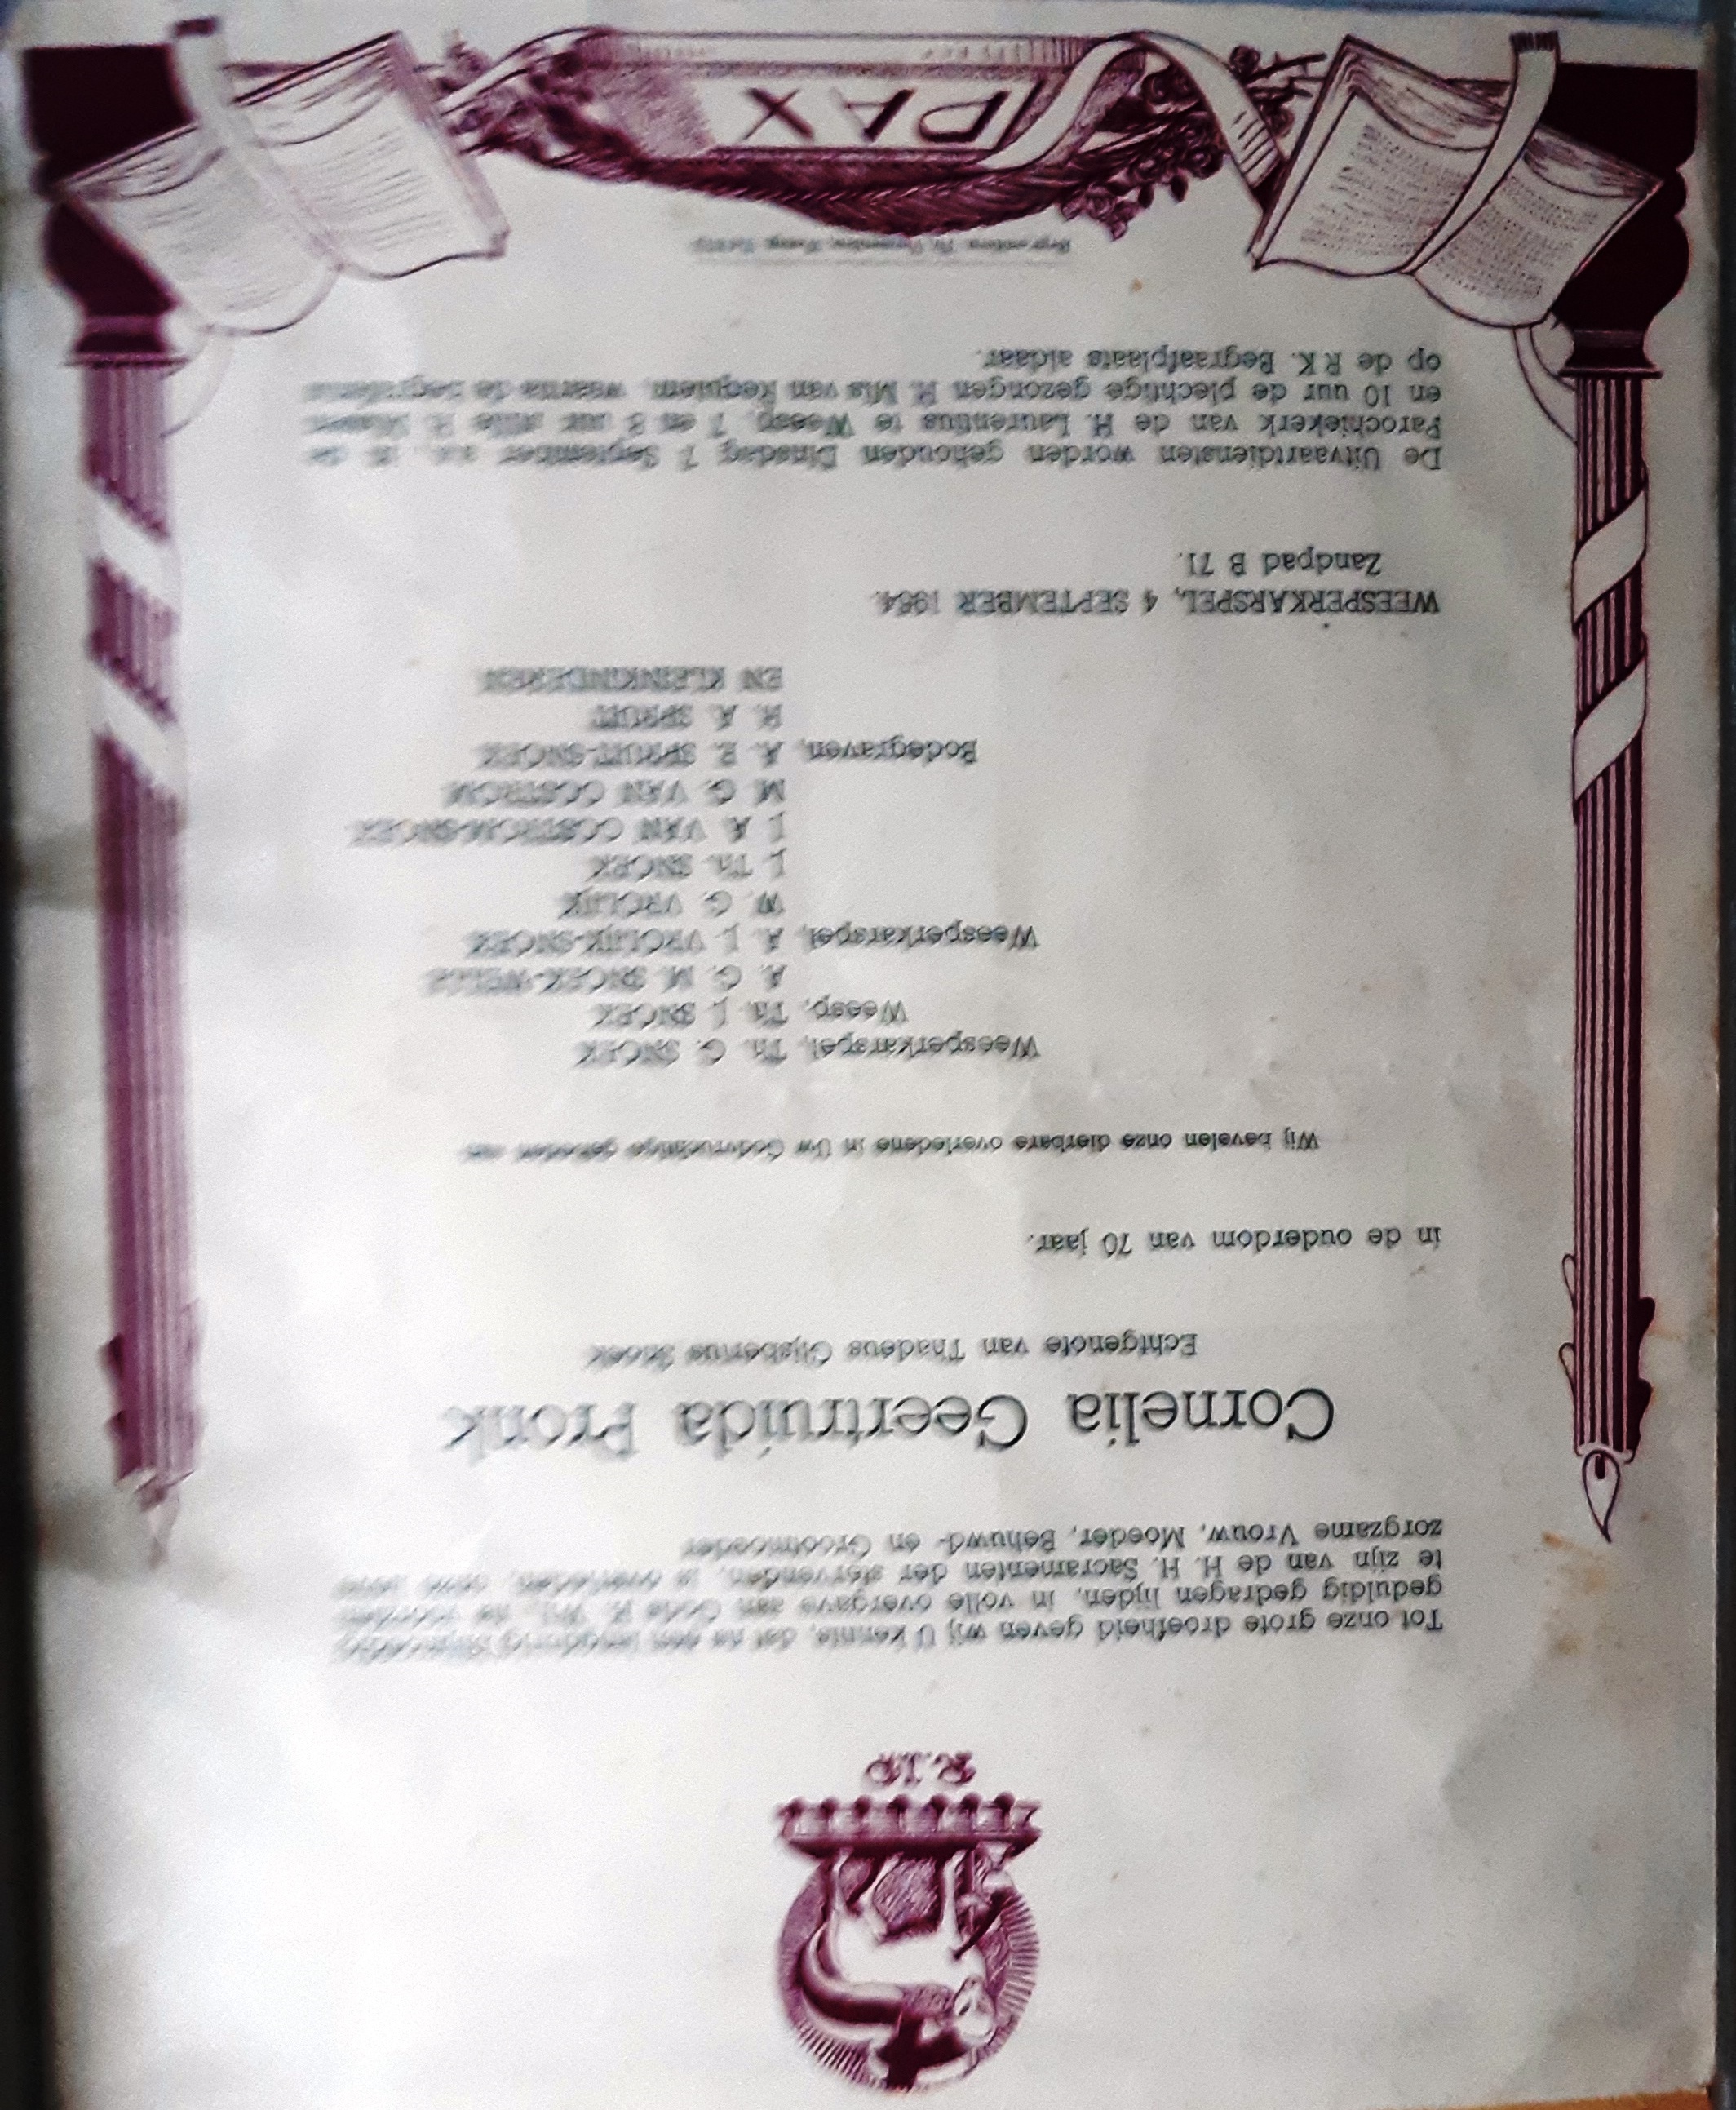 R.I.P.
Tot onze grote droefheid geven wij U kennis, dat na een langdurig
geduldig gedragen lijden, in volle overgave aan Gods H. Wil, na voorzien
te zijn van de H. H. Sacramenten der stervenden, is overleden, onze
zorgzame Vrouw, Moeder, Behuwd- en Grootmoeder
Cornelia Geertruida Pronk
Echtgenote van Thadeus Gijsbertus Snoek
in de ouderdom van 70 jaar.
Wij bevelen onze dierbare overledene in Uw Godvruchtige gebeden aan
Weesperkarspel, Th. G. SNOEK
Weesp, Th. J. SNOEK
A. G. M. SNOEK-
Weesperkarspel, A. J. VROLIJK-SNOEK
W. G. VROLIJK
J. Th. SNOEK
J. A. VAN OOSTROM-SNOEK
M. G. VAN OOSTROM
Bodegraven, A. E. SPRUIT-SNOEK
H. A. SPRUIT
EN KLEINKINDEREN
WEESPERKARSPEL, 4 SEPTEMBER 1954.
Zandpad B 71.
De Uitvaartdiensten worden gehouden Dinsdag 7 September a.s. in de
Parochiekerk van de H. Laurentius te Weesp, 7 en 8 uur stille H. Missen
en 10 uur de plechtige gezongen H. Mis van Requiem, waarna de begrafenis
op de R.K. Begraafplaats aldaar.
PAX